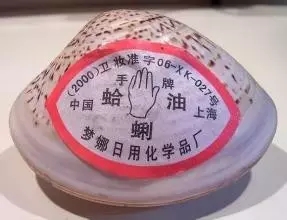 (2000)卫妆准字06-XK-027号
手牌
中国 蛤 油 上海
蜊
梦娜日用化学品厂